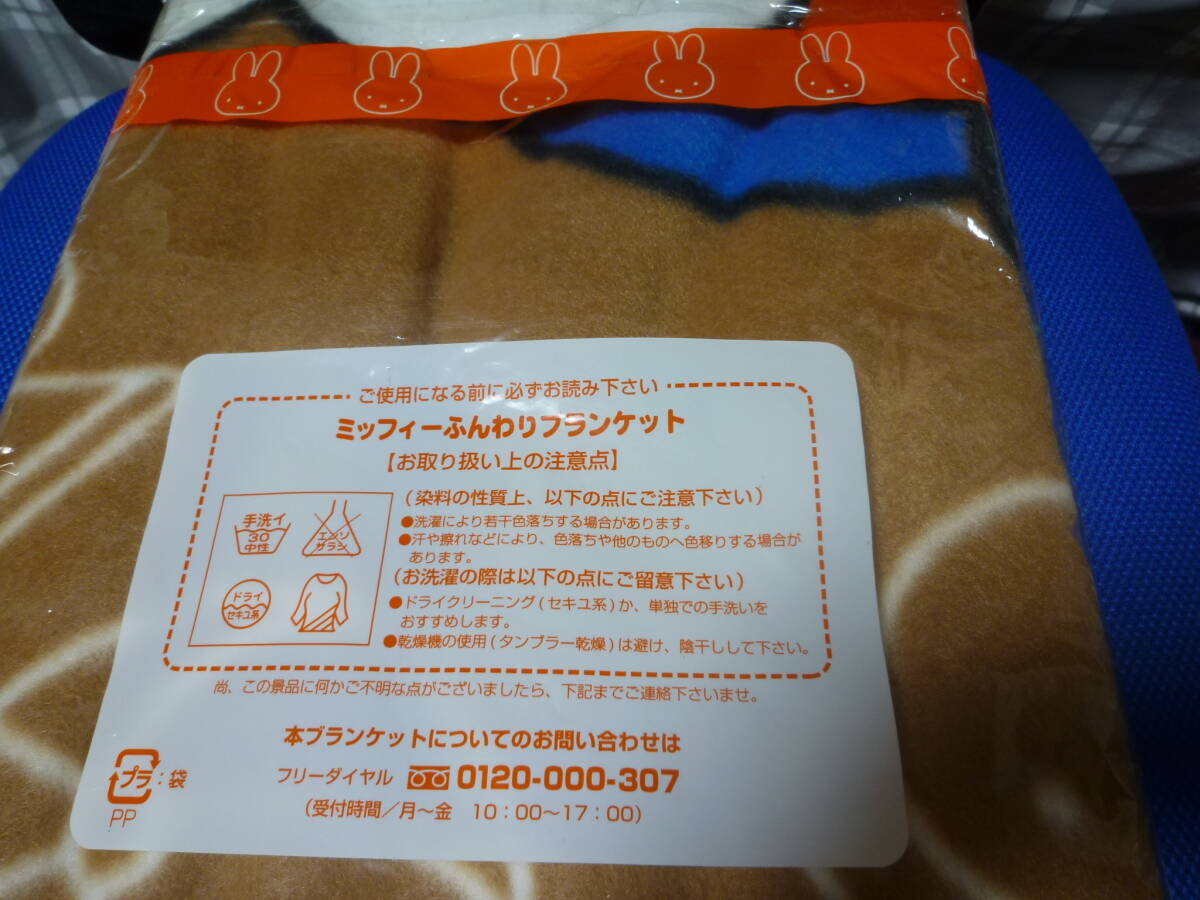 ご使用になる前に必ずお読み下さい
ミッフィーふんわりブランケット
【お取り扱い上の注意点】
手洗イ
30
中性
エンソ
サラシ
ドライ
セキユ系
(染料の性質上、以下の点にご注意下さい)
●洗濯により若干色落ちする場合があります。
●汗や擦れなどにより、色落ちや他のものへ色移りする場合が
あります。
(お洗濯の際は以下の点にご留意下さい)
●ドライクリーニング(セキユ系)か、単独での手洗いを
おすすめします。
●乾燥機の使用(タンブラー乾燥)は避け、陰干しして下さい。
尚、この景品に何かご不明な点がございましたら、下記までご連絡下さいませ。
本ブランケットについてのお問い合わせは
フリーダイヤル 0120-000-307
(受付時間/月~金 10:00~17:00)
プラ:袋
PP